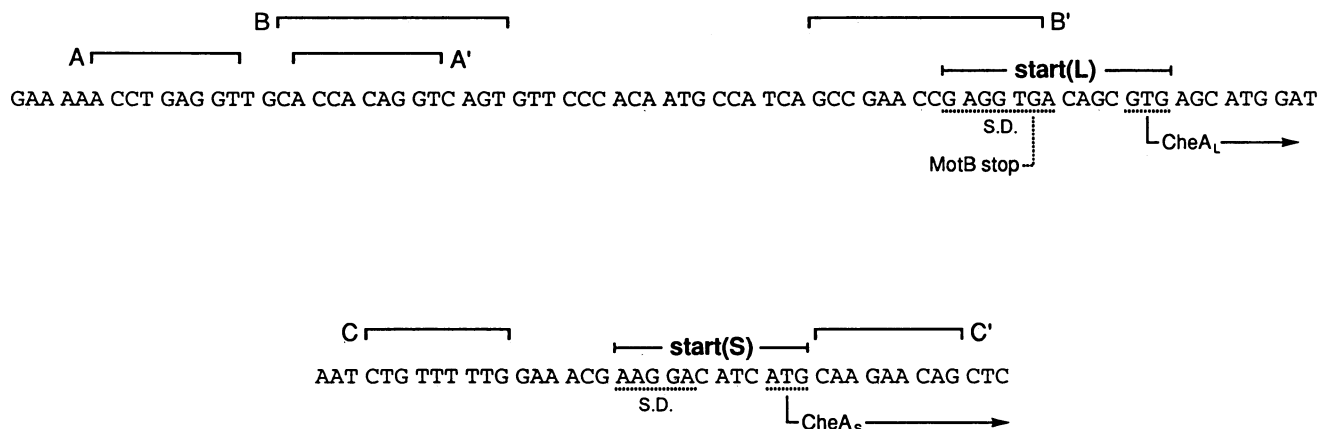 B B'
A A' start(L)
GAA AAA CCT GAG GTT GCA CCA CAG GTC AGT GTT CCC ACA ATG CCA TCA GCC GAA CCG AGG TGA CAGC GTG AGC ATG GAT
S.D. CheA_L
MotB stop
C start(S) C'
AAT CTG TTT TTG GAA ACG AAG GAC ATC ATG CAA GAA CAG CTC
S.D. CheA_S